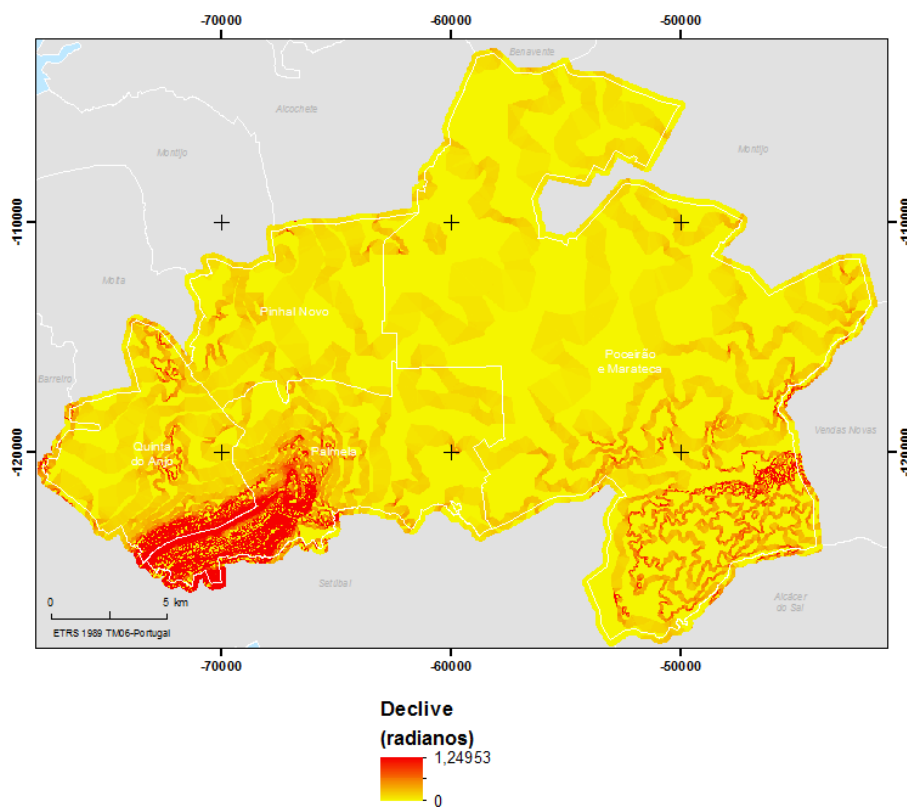 -70000
-60000
-50000
Benavente
Alcochete
Montijo
Montijo
-110000
-110000
Moita
Pinhal Novo
Poceirão
e Marateca
Barreiro
Vendas Novas
Quinta
do Anjo
Palmela
-120000
-120000
Setúbal
Alcácer
do Sal
0
5 km
ETRS 1989 TM06-Portugal
-70000
-60000
-50000
Declive
(radianos)
1,24953
0